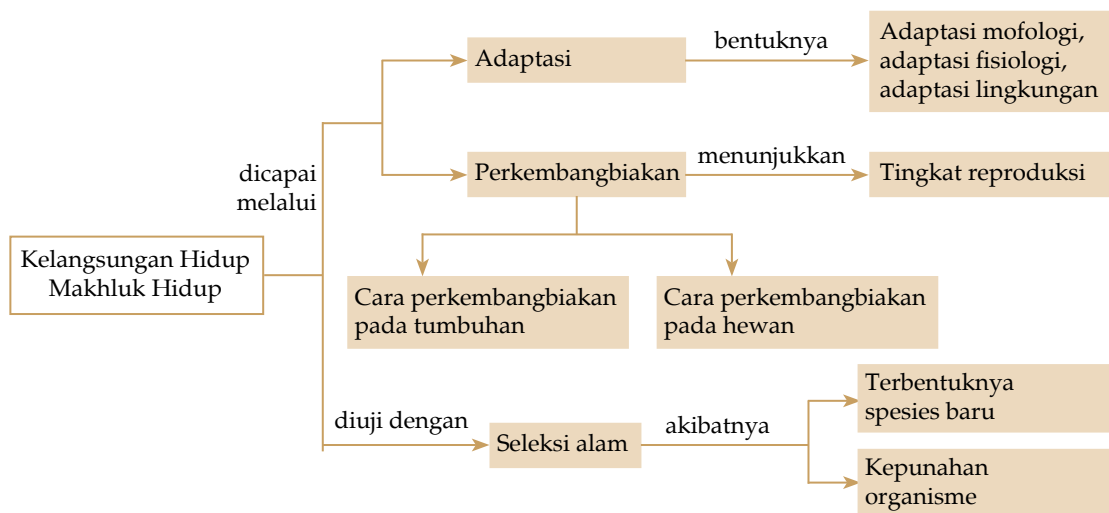 Adaptasi
bentuknya
Adaptasi mofologi,
adaptasi fisiologi,
adaptasi lingkungan
dicapai
melalui
Perkembangbiakan
menunjukkan
Tingkat reproduksi
Kelangsungan Hidup
Makhluk Hidup
Cara perkembangbiakan
pada tumbuhan
Cara perkembangbiakan
pada hewan
diuji dengan
Seleksi alam
akibatnya
Terbentuknya
spesies baru
Kepunahan
organisme